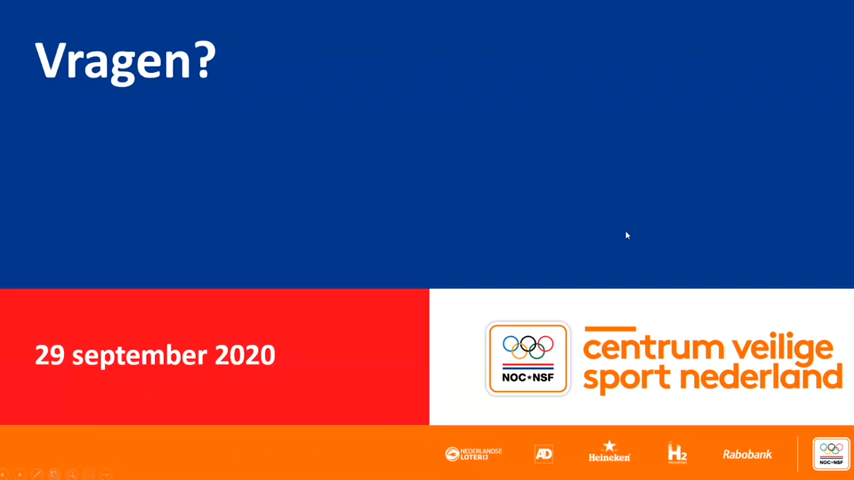 Vragen?
29 september 2020
NOC*NSF
centrum veilige
sport nederland
NEDERLANDSE
LOTERIJ
AD
Heineken
H2
Rabobank
NOC*NSF